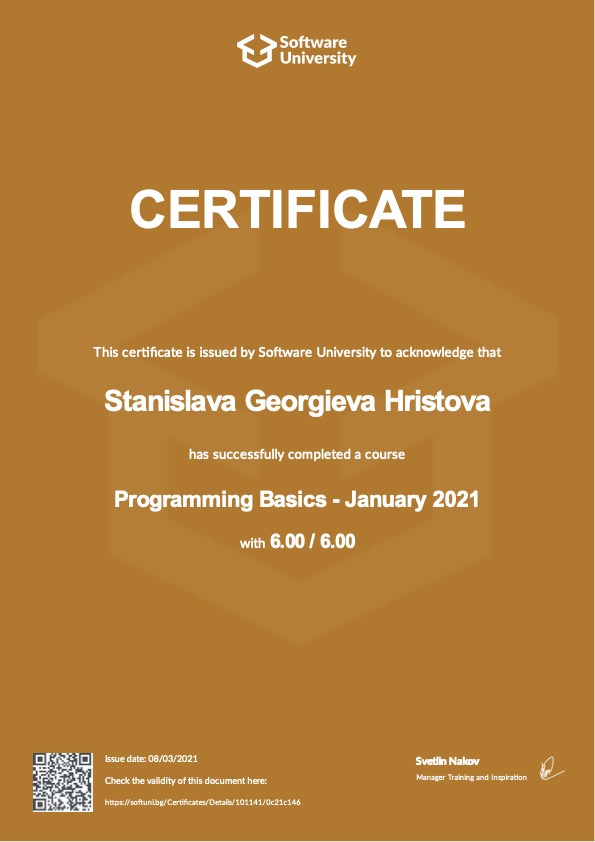 Software
University
CERTIFICATE
This certificate is issued by Software University to acknowledge that
Stanislava Georgieva Hristova
has successfully completed a course
Programming Basics - January 2021
with 6.00 / 6.00
Issue date: 08/03/2021
Check the validity of this document here:
https://softuni.bg/Certificates/Details/101141/0c21c146
Svetlin Nakov
Manager Training and Inspiration